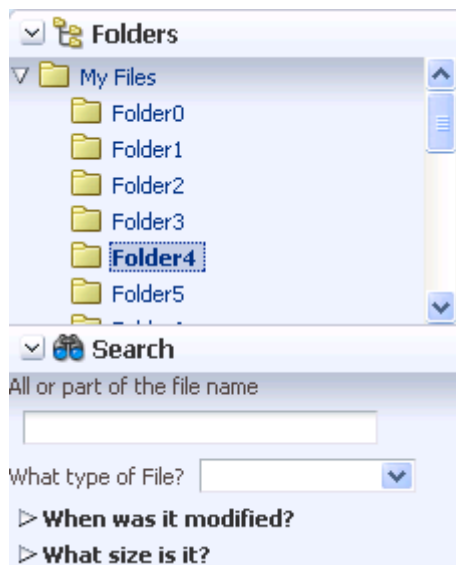 Folders
My Files
Folder0
Folder1
Folder2
Folder3
Folder4
Folder5
Search
All or part of the file name
What type of File?
When was it modified?
What size is it?